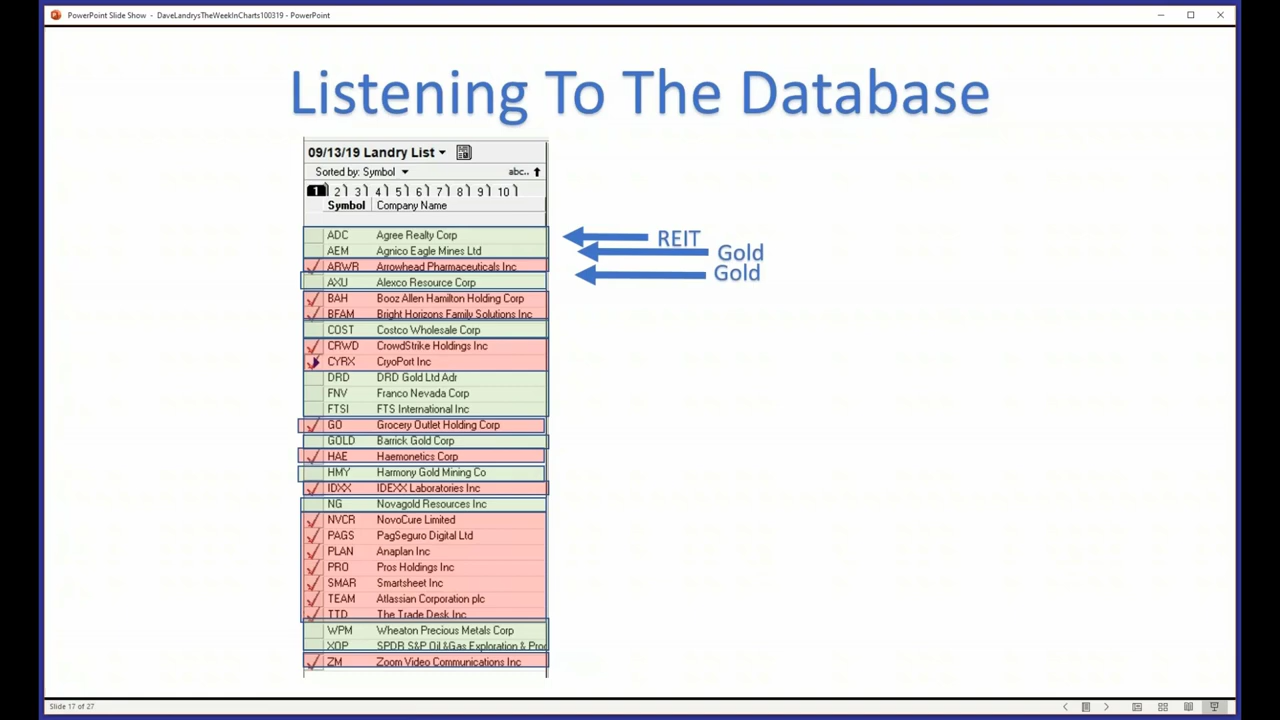 PowerPoint Slide Show - DaveLandrysTheWeekInCharts100319 - PowerPoint
Listening To The Database
09/13/19 Landry List
Sorted by: Symbol abc..
1 2 3 4 5 6 7 8 9 10
Symbol Company Name
ADC Agree Realty Corp REIT
AEM Agnico Eagle Mines Ltd Gold
ARWR Arrowhead Pharmaceuticals Inc Gold
AXU Alexco Resource Corp
BAH Booz Allen Hamilton Holding Corp
BFAM Bright Horizons Family Solutions Inc
COST Costco Wholesale Corp
CRWD CrowdStrike Holdings Inc
CYRX CryoPort Inc
DRD DRD Gold Ltd Adr
FNV Franco Nevada Corp
FTSI FTS International Inc
GO Grocery Outlet Holding Corp
GOLD Barrick Gold Corp
HAE Haemonetics Corp
HMY Harmony Gold Mining Co
IDXX IDEXX Laboratories Inc
NG Novagold Resources Inc
NVCR NovoCure Limited
PAGS PagSeguro Digital Ltd
PLAN Anaplan Inc
PRO Pros Holdings Inc
SMAR Smartsheet Inc
TEAM Atlassian Corporation plc
TTD The Trade Desk Inc
WPM Wheaton Precious Metals Corp
XOP SPDR S&P Oil &Gas Exploration & Proc
ZM Zoom Video Communications Inc
Slide 17 of 27